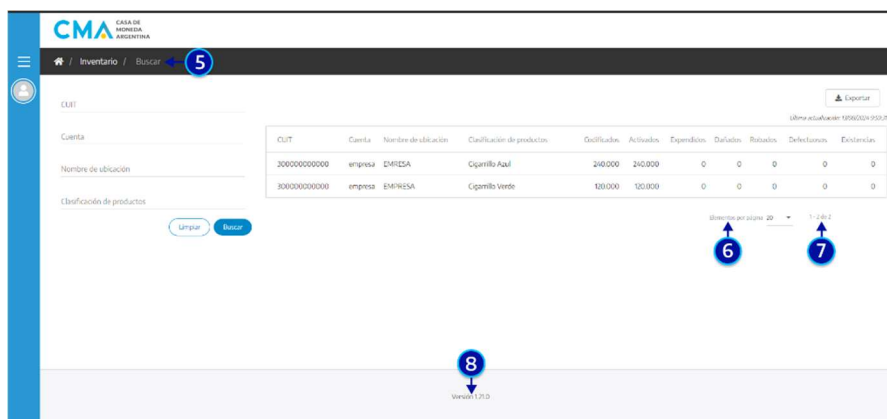 CMA CASA DE
MONEDA
ARGENTINA
/ Inventario / Buscar 5
Exportar
CUIT
Última actualización
Cuenta
CUIT Cuenta Nombre de ubicación Clasificación de productos Codificados Activados Expendidos Dañados Robados Defectuosos Existencias
300000000000 empresa EMRESA Cigarrillo Azul 240.000 240.000 0 0 0 0 0
Nombre de ubicación
300000000000 empresa EMPRESA Cigarrillo Verde 120.000 120.000 0 0 0 0 0
Clasificación de productos
Limpiar Buscar
Elementos por página 20 1 - 2 de 2
6 7
8
Versión 1.21.0